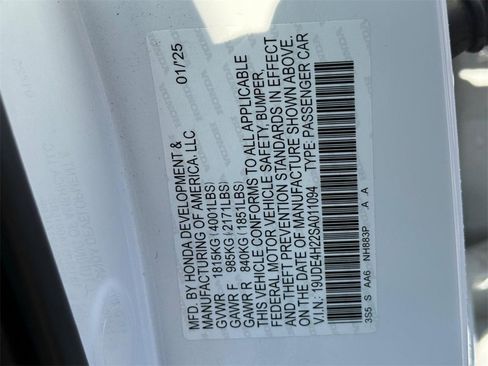 MFD. BY HONDA DEVELOPMENT & 01/25
MANUFACTURING OF AMERICA, LLC
GVWR 1815KG(4001LBS)
GAWR F 985KG(2171LBS)
GAWR R 840KG(1851LBS)
THIS VEHICLE CONFORMS TO ALL APPLICABLE
FEDERAL MOTOR VEHICLE SAFETY, BUMPER,
AND THEFT PREVENTION STANDARDS IN EFFECT
ON THE DATE OF MANUFACTURE SHOWN ABOVE.
V.I.N.: 19UDE4H22SA011094 TYPE: PASSENGER CAR
3S5 S AA6 NH883P A A